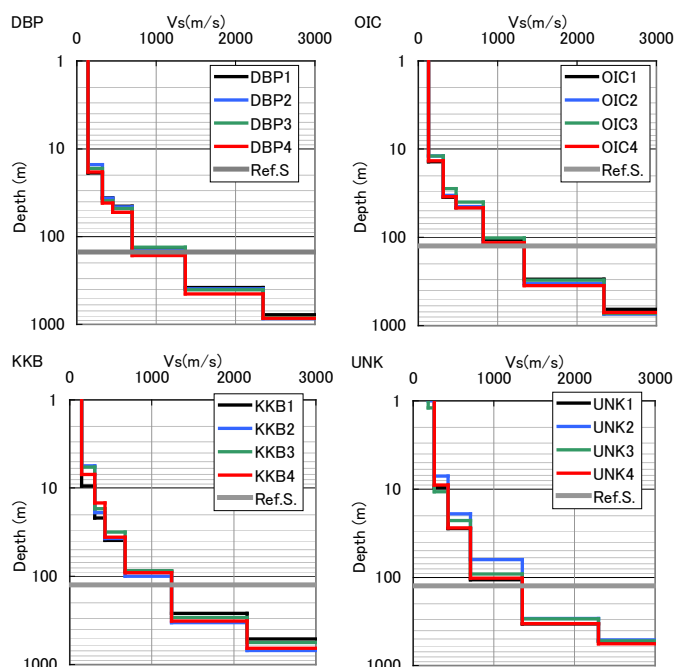 DBP Vs(m/s)
0 1000 2000 3000
1
10
100
1000
Depth (m)
DBP1
DBP2
DBP3
DBP4
Ref.S
OIC Vs(m/s)
0 1000 2000 3000
1
10
100
1000
Depth (m)
OIC1
OIC2
OIC3
OIC4
Ref.S.
KKB Vs(m/s)
0 1000 2000 3000
1
10
100
1000
Depth (m)
KKB1
KKB2
KKB3
KKB4
Ref.S.
UNK Vs(m/s)
0 1000 2000 3000
1
10
100
1000
Depth (m)
UNK1
UNK2
UNK3
UNK4
Ref.S.